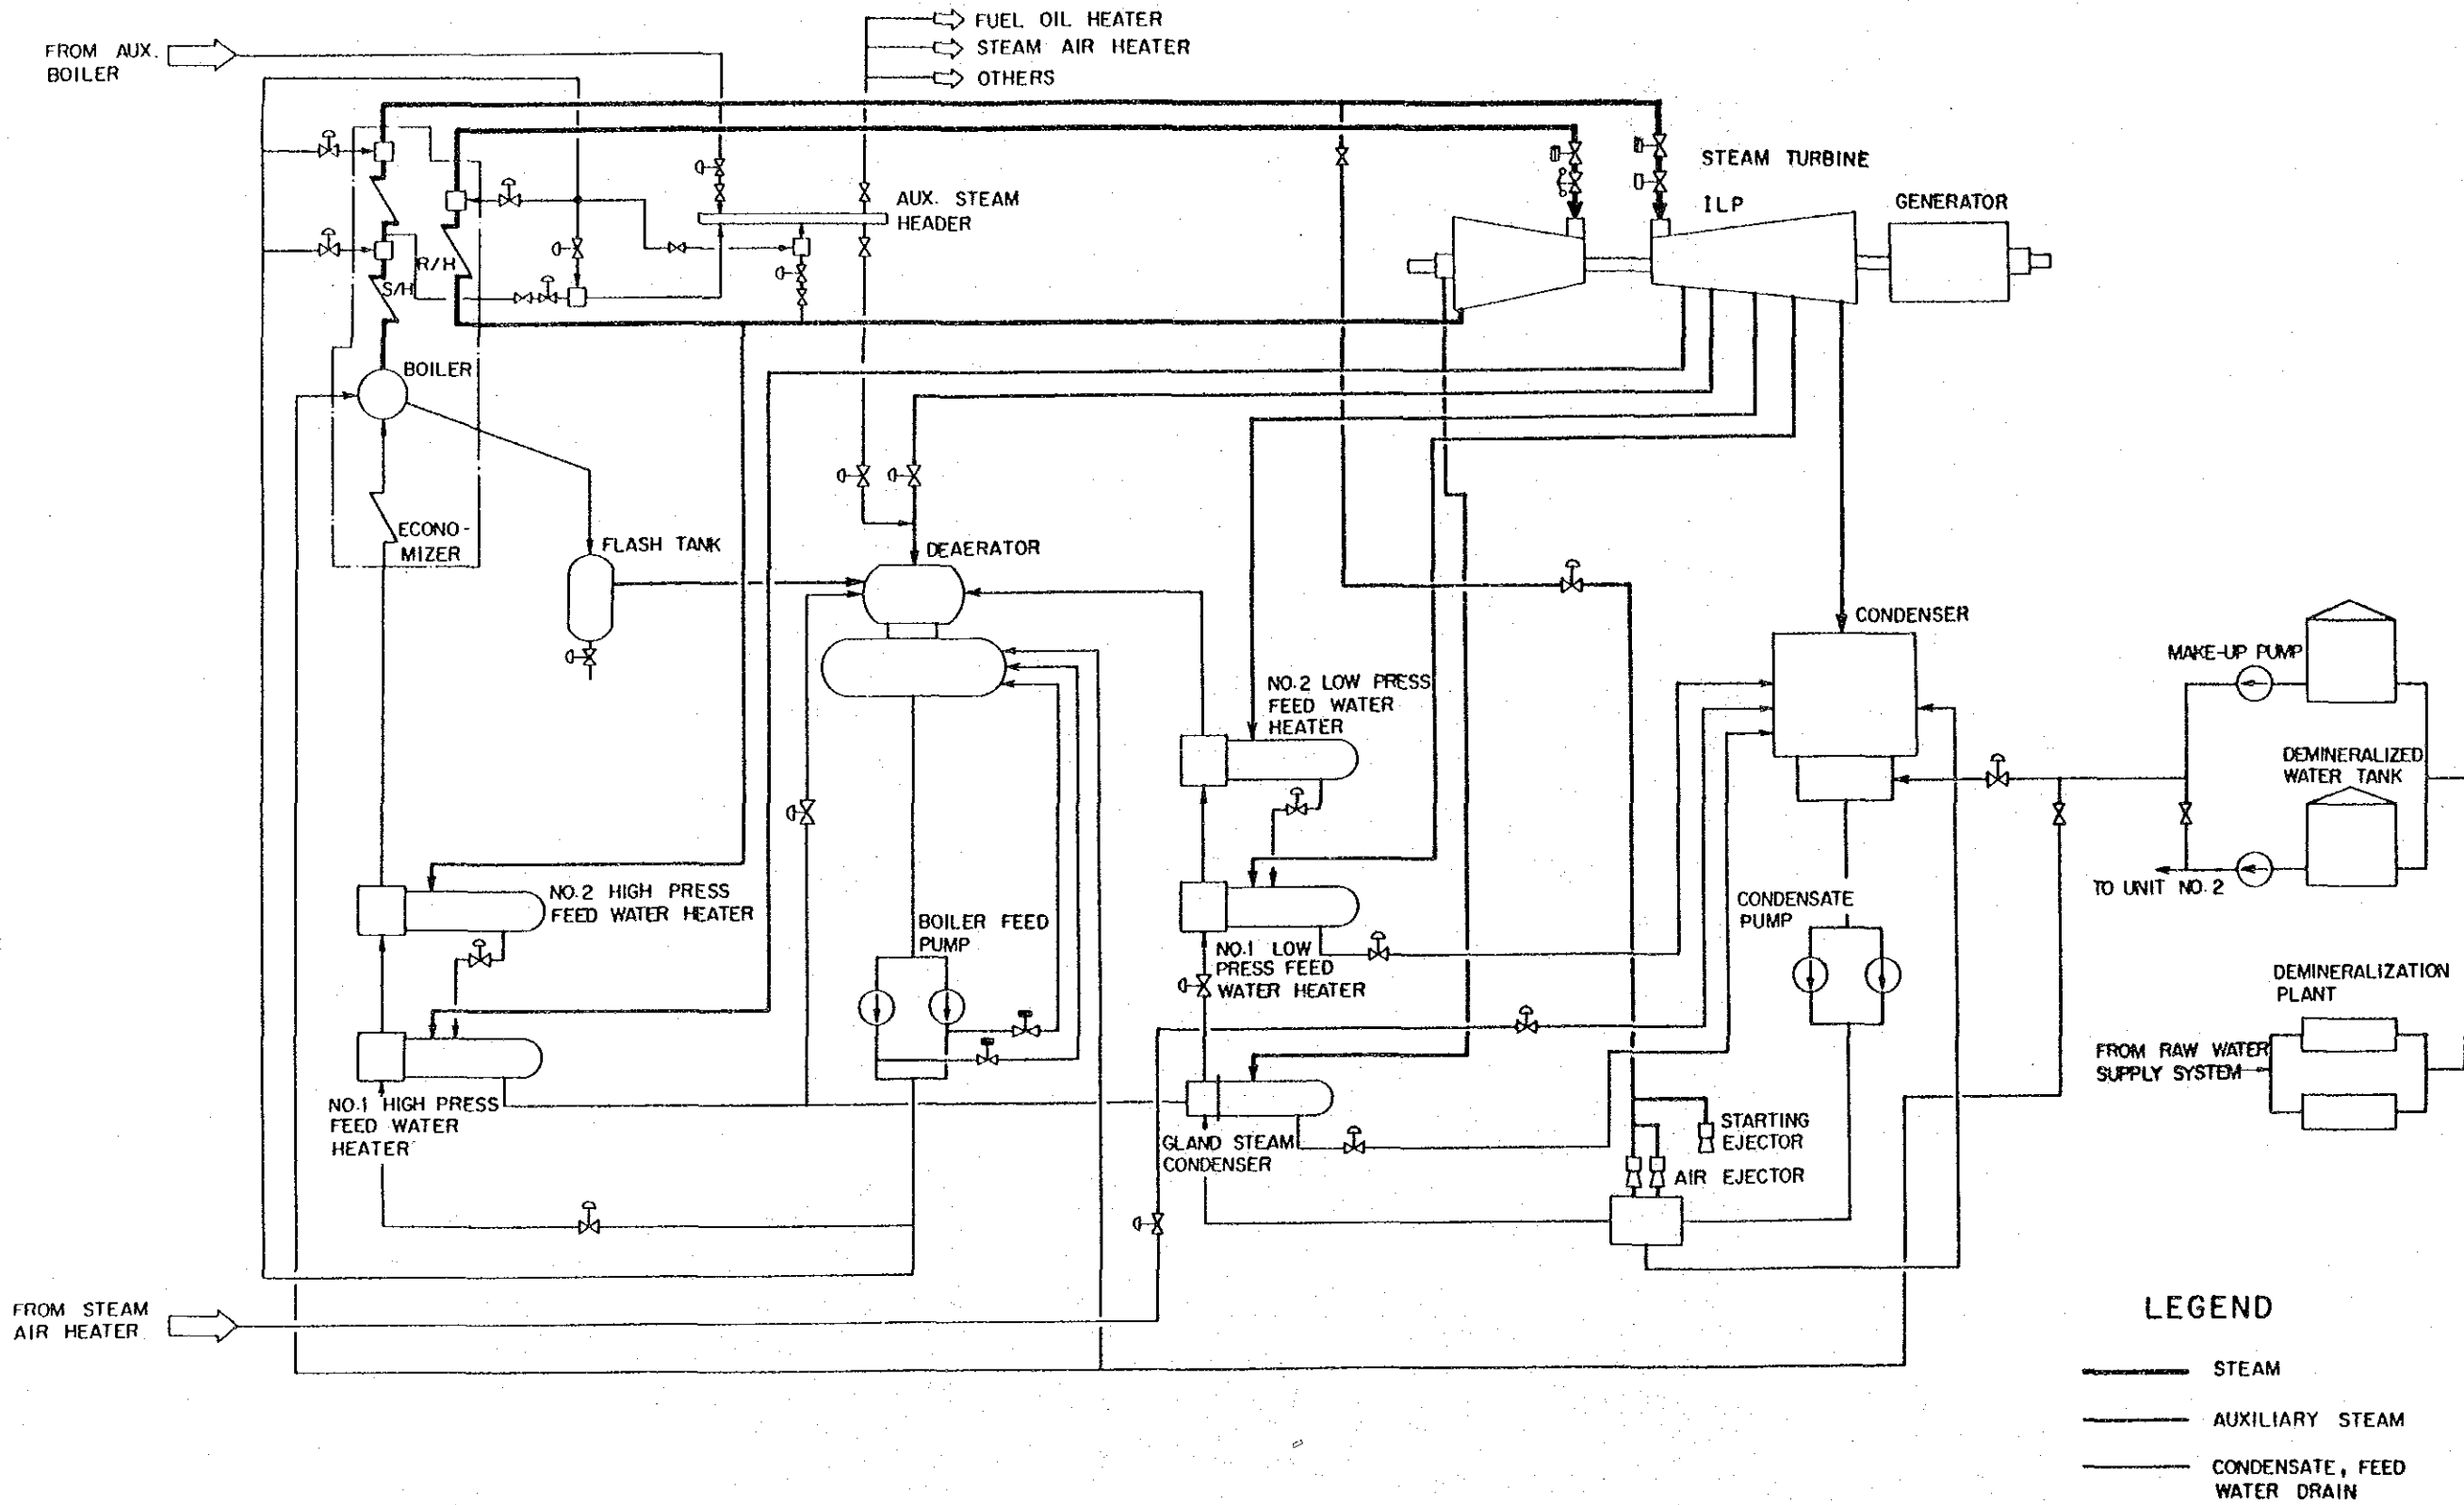 FROM AUX.
BOILER
FUEL OIL HEATER
STEAM AIR HEATER
OTHERS
AUX. STEAM
HEADER
STEAM TURBINE
ILP
GENERATOR
R/H
S/H
BOILER
ECONO-
MIZER
FLASH TANK
DEAERATOR
CONDENSER
MAKE-UP PUMP
NO.2 LOW PRESS
FEED WATER
HEATER
DEMINERALIZED
WATER TANK
NO.2 HIGH PRESS
FEED WATER HEATER
BOILER FEED
PUMP
NO.1 LOW
PRESS FEED
WATER HEATER
CONDENSATE
PUMP
TO UNIT NO.2
DEMINERALIZATION
PLANT
FROM RAW WATER
SUPPLY SYSTEM
NO.1 HIGH PRESS
FEED WATER
HEATER
GLAND STEAM
CONDENSER
STARTING
EJECTOR
AIR EJECTOR
FROM STEAM
AIR HEATER
LEGEND
STEAM
AUXILIARY STEAM
CONDENSATE, FEED
WATER DRAIN